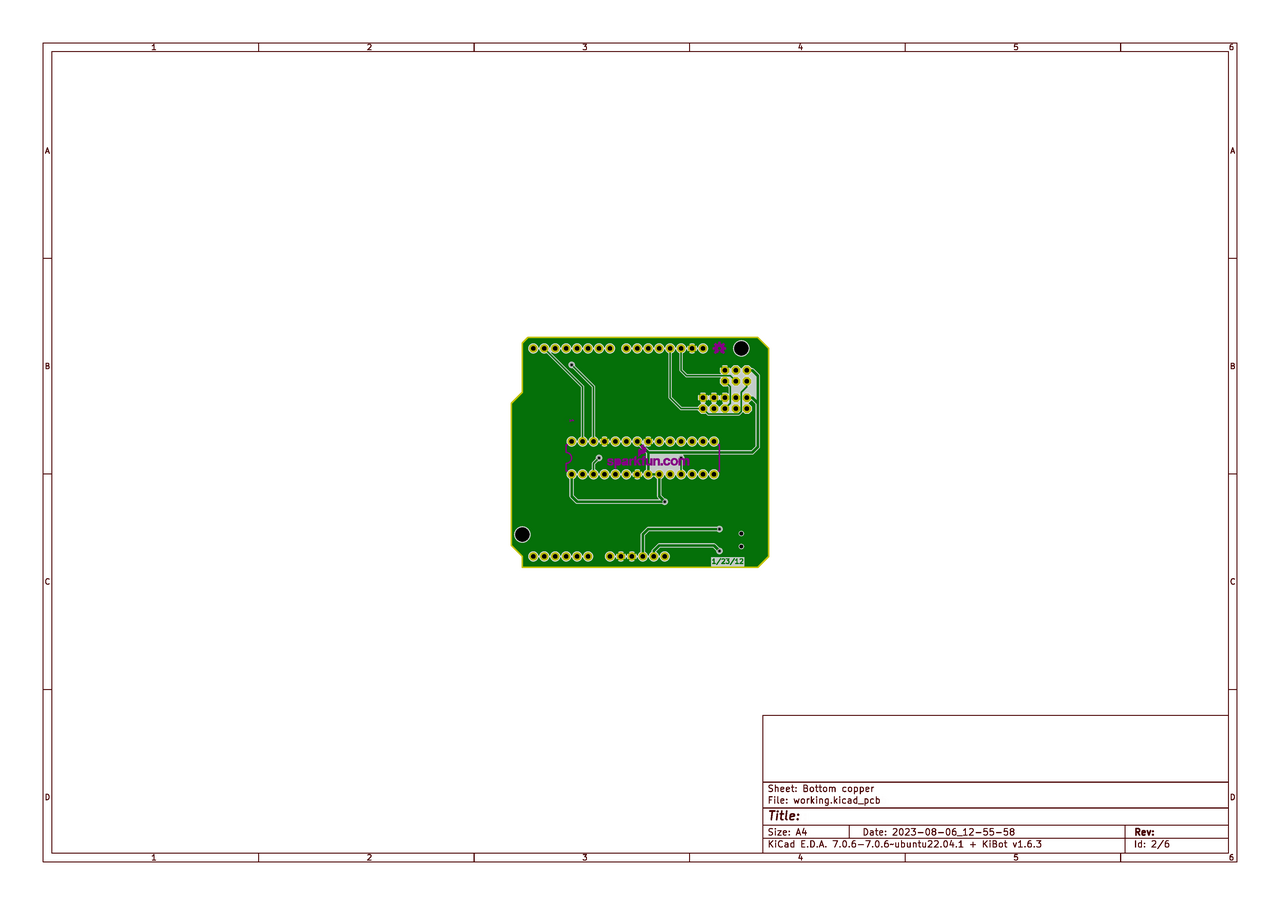 1 2 3 4 5 6
A A
B B
sparkfun.com
1/23/12
C C
D D
Sheet: Bottom copper
File: working.kicad_pcb
Title:
Size: A4 Date: 2023-08-06_12-55-58 Rev:
KiCad E.D.A. 7.0.6-7.0.6~ubuntu22.04.1 + KiBot v1.6.3 Id: 2/6
1 2 3 4 5 6